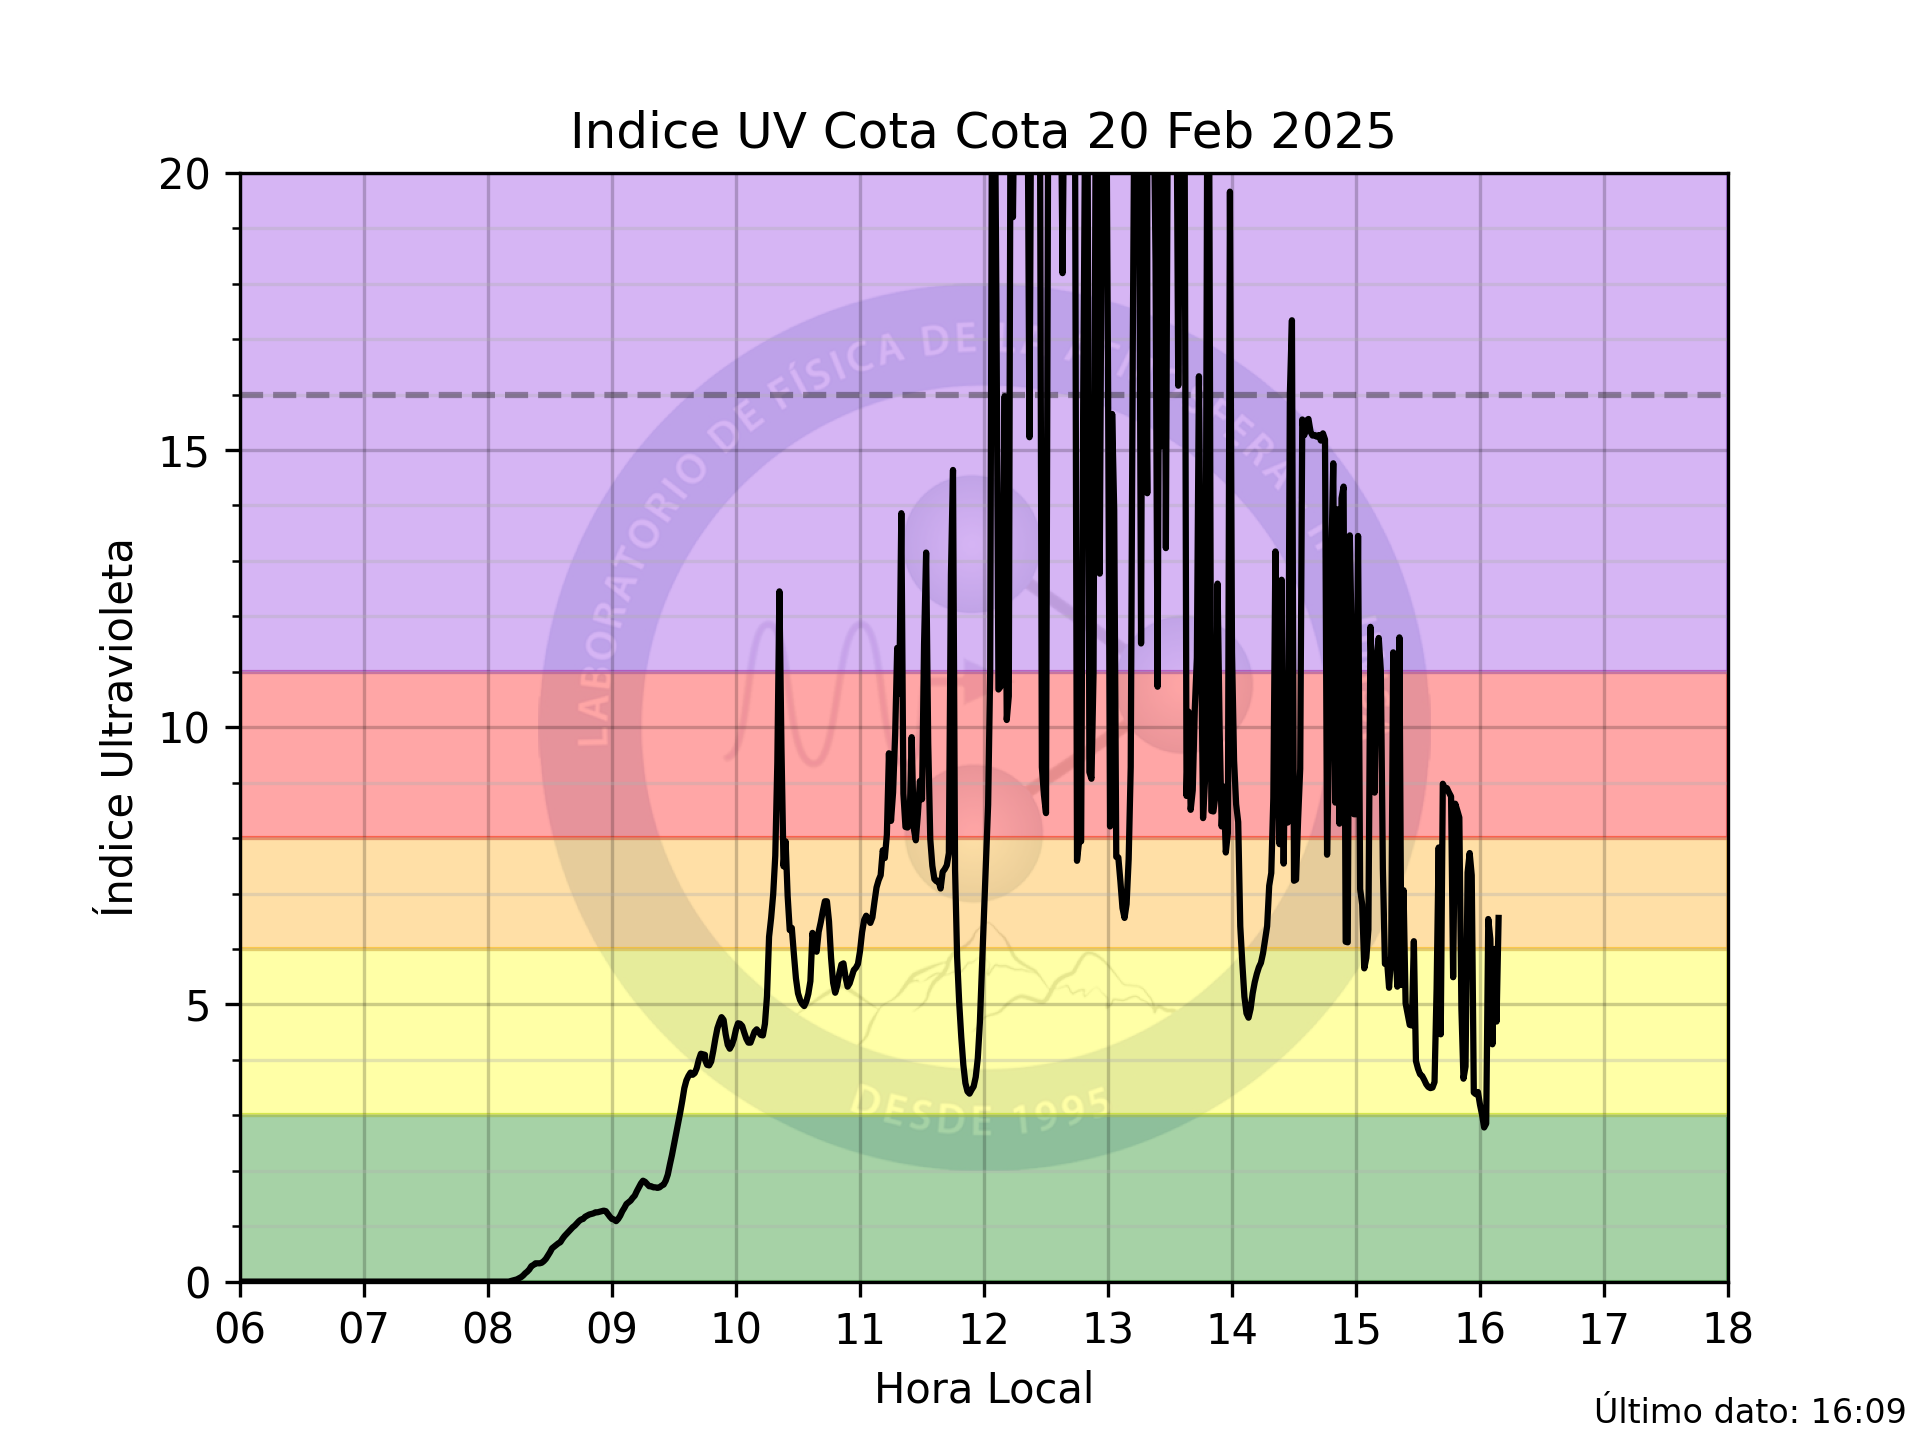 Indice UV Cota Cota 20 Feb 2025
20
15
10
5
0
Índice Ultravioleta
LABORATORIO DE FÍSICA DE LA
DESDE 1995
06 07 08 09 10 11 12 13 14 15 16 17 18
Hora Local
Último dato: 16:09